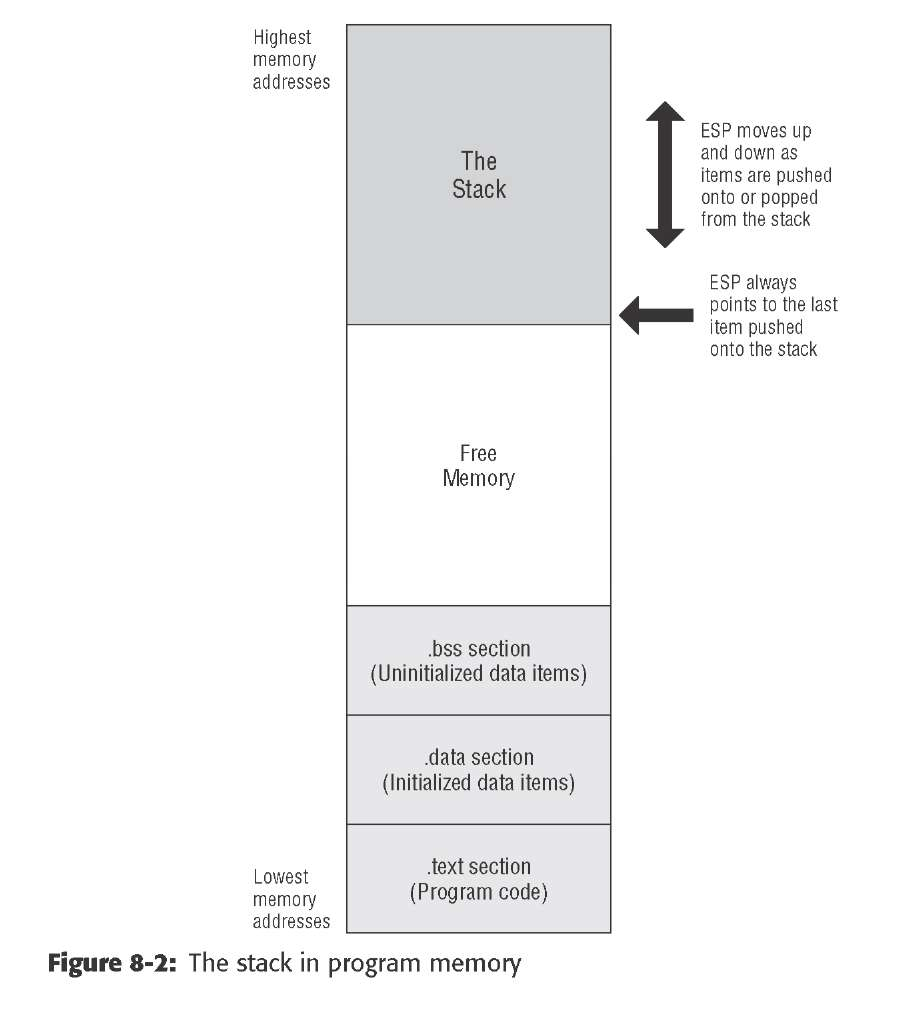 Highest
memory
addresses
The
Stack
ESP moves up
and down as
items are pushed
onto or popped
from the stack
ESP always
points to the last
item pushed
onto the stack
Free
Memory
.bss section
(Uninitialized data items)
.data section
(Initialized data items)
.text section
(Program code)
Lowest
memory
addresses
Figure 8-2: The stack in program memory